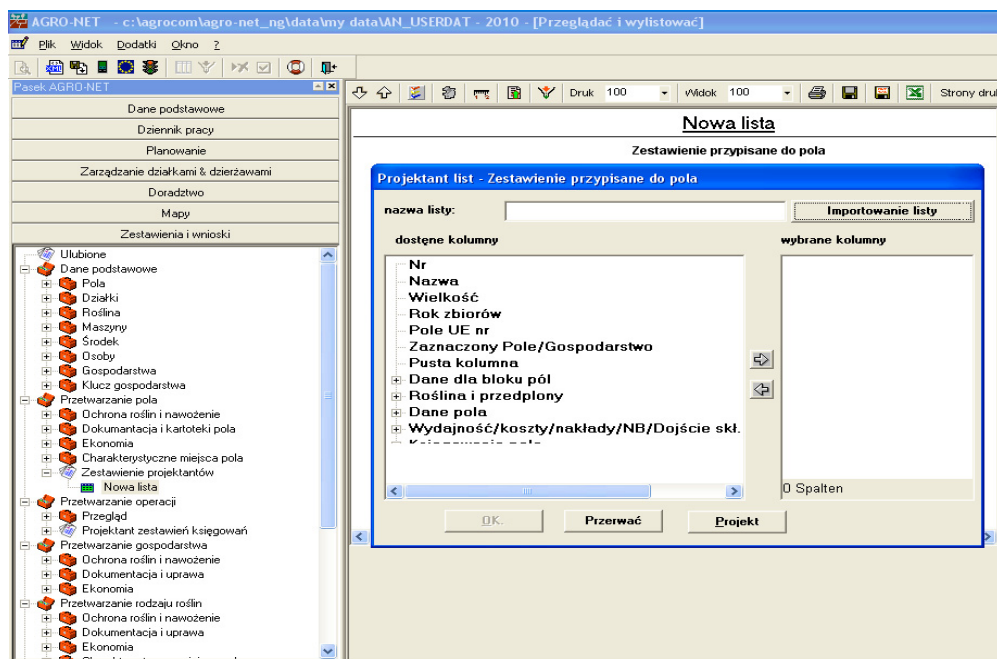 AGRO-NET - c:\agrocom\agro-net_ng\data\my data\AN_USERDAT - 2010 - [Przeglądać i wylistować]
Plik Widok Dodatki Okno ?
Pasek AGRO-NET
Dane podstawowe
Dziennik pracy
Planowanie
Zarządzanie działkami & dzierżawami
Doradztwo
Mapy
Zestawienia i wnioski
Ulubione
Dane podstawowe
Pola
Działki
Roślina
Maszyny
Środek
Osoby
Gospodarstwa
Klucz gospodarstwa
Przetwarzanie pola
Ochrona roślin i nawożenie
Dokumantacja i kartoteki pola
Ekonomia
Charakterystyczne miejsca pola
Zestawienie projektantów
Nowa lista
Przetwarzanie operacji
Przegląd
Projektant zestawień księgowań
Przetwarzanie gospodarstwa
Ochrona roślin i nawożenie
Dokumentacja i uprawa
Ekonomia
Przetwarzanie rodzaju roślin
Ochrona roślin i nawożenie
Dokumentacja i uprawa
Ekonomia
Druk 100 Widok 100 Strony dru
Nowa lista
Zestawienie przypisane do pola
Projektant list - Zestawienie przypisane do pola
nazwa listy: Importowanie listy
dostęne kolumny wybrane kolumny
Nr
Nazwa
Wielkość
Rok zbiorów
Pole UE nr
Zaznaczony Pole/Gospodarstwo
Pusta kolumna
Dane dla bloku pól
Roślina i przedplony
Dane pola
Wydajność/koszty/nakłady/NB/Dojście skł.
0 Spalten
OK. Przerwać Projekt